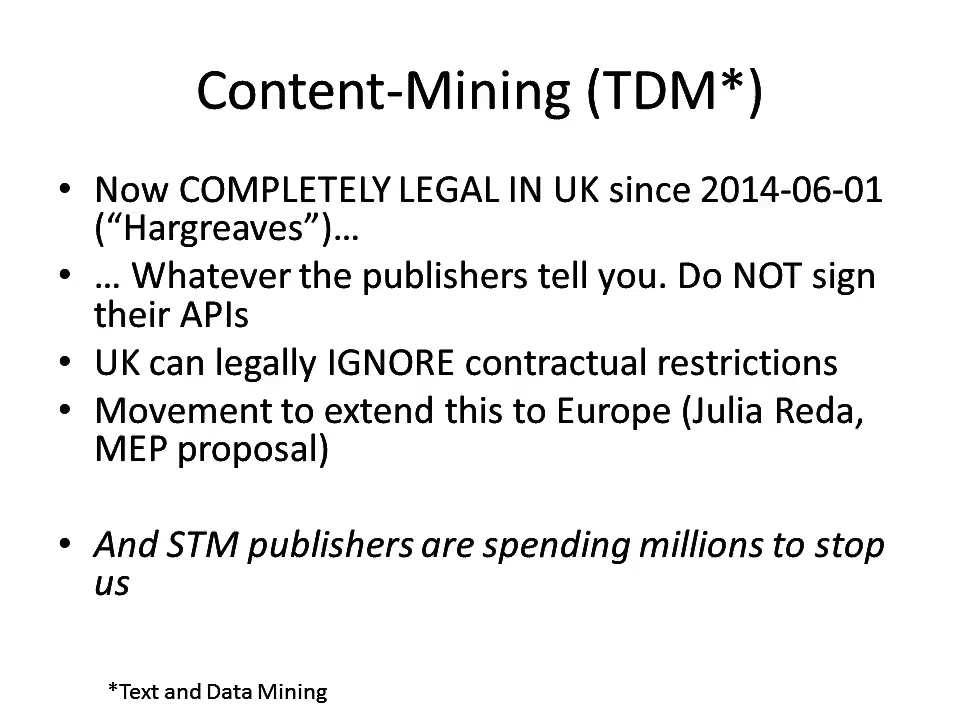 Content-Mining (TDM*)
• Now COMPLETELY LEGAL IN UK since 2014-06-01
(“Hargreaves”)…
• … Whatever the publishers tell you. Do NOT sign
their APIs
• UK can legally IGNORE contractual restrictions
• Movement to extend this to Europe (Julia Reda,
MEP proposal)
• And STM publishers are spending millions to stop
us
*Text and Data Mining